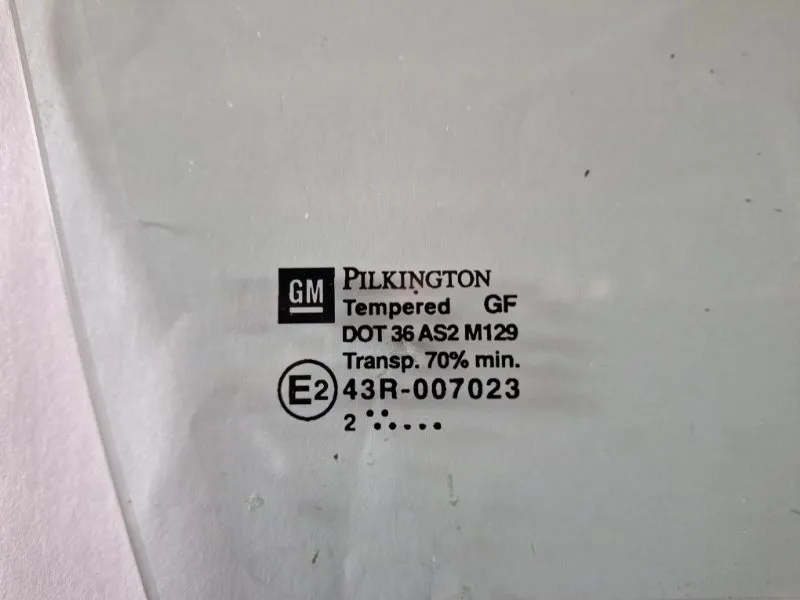 GM PILKINGTON
Tempered GF
DOT 36 AS2 M129
Transp. 70% min.
E2 43R-007023
2